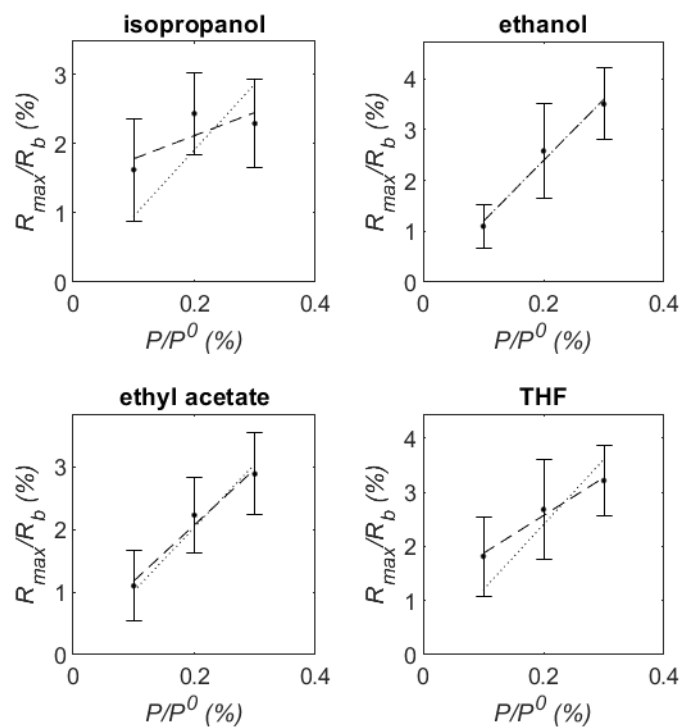 isopropanol
R_max/R_b (%)
3
2
1
0
0 0.2 0.4
P/P^0 (%)
ethanol
R_max/R_b (%)
4
3
2
1
0
0 0.2 0.4
P/P^0 (%)
ethyl acetate
R_max/R_b (%)
3
2
1
0
0 0.2 0.4
P/P^0 (%)
THF
R_max/R_b (%)
4
3
2
1
0
0 0.2 0.4
P/P^0 (%)